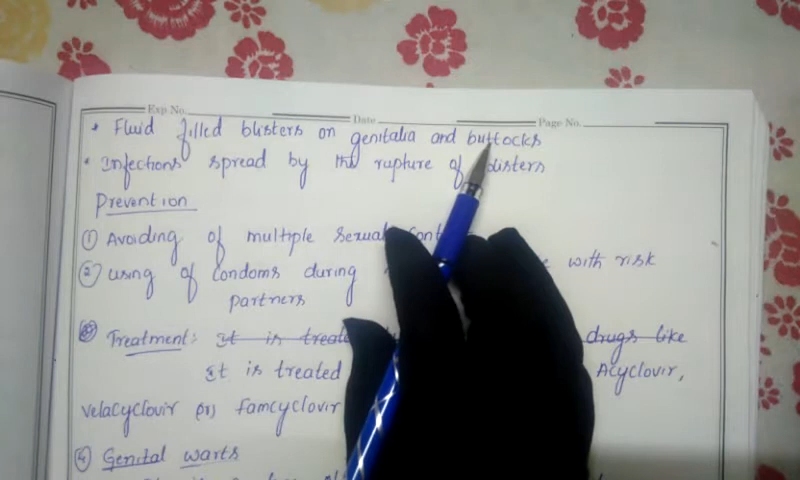 Exp No.
Date
Page No.
• Fluid filled blisters on genitalia and buttocks
• Infections spread by the rupture of blisters
Prevention
① Avoiding of multiple sexual
② Using of condoms during with risk
partners
Treatment: It is treate drugs like
It is treated Acyclovir,
velacyclovir (or) famcyclovir
④ Genital warts